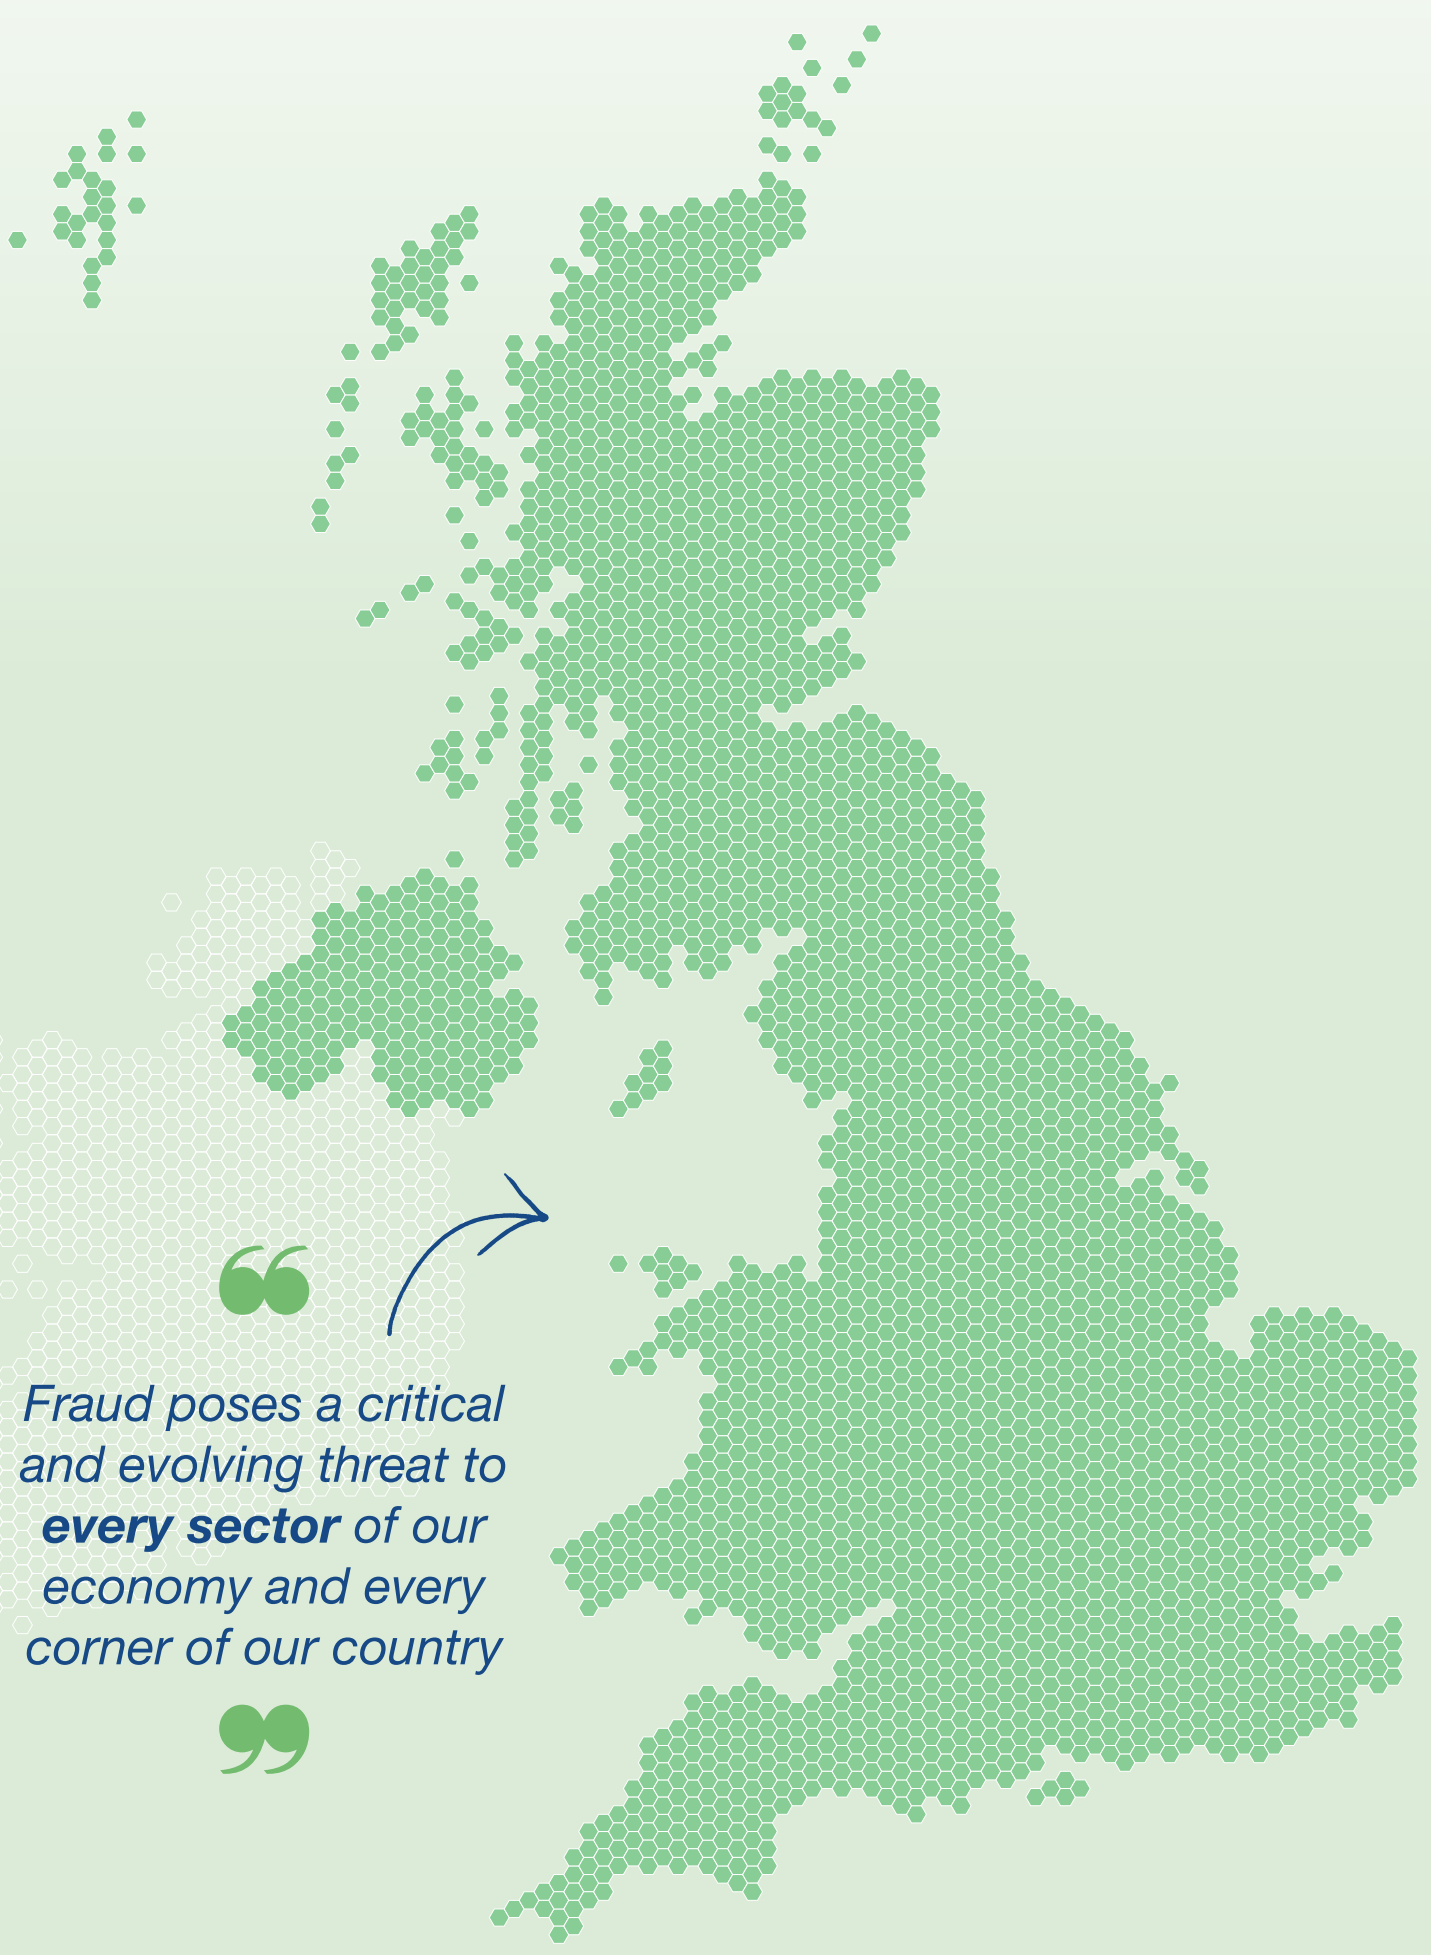 “
Fraud poses a critical
and evolving threat to
every sector of our
economy and every
corner of our country
”